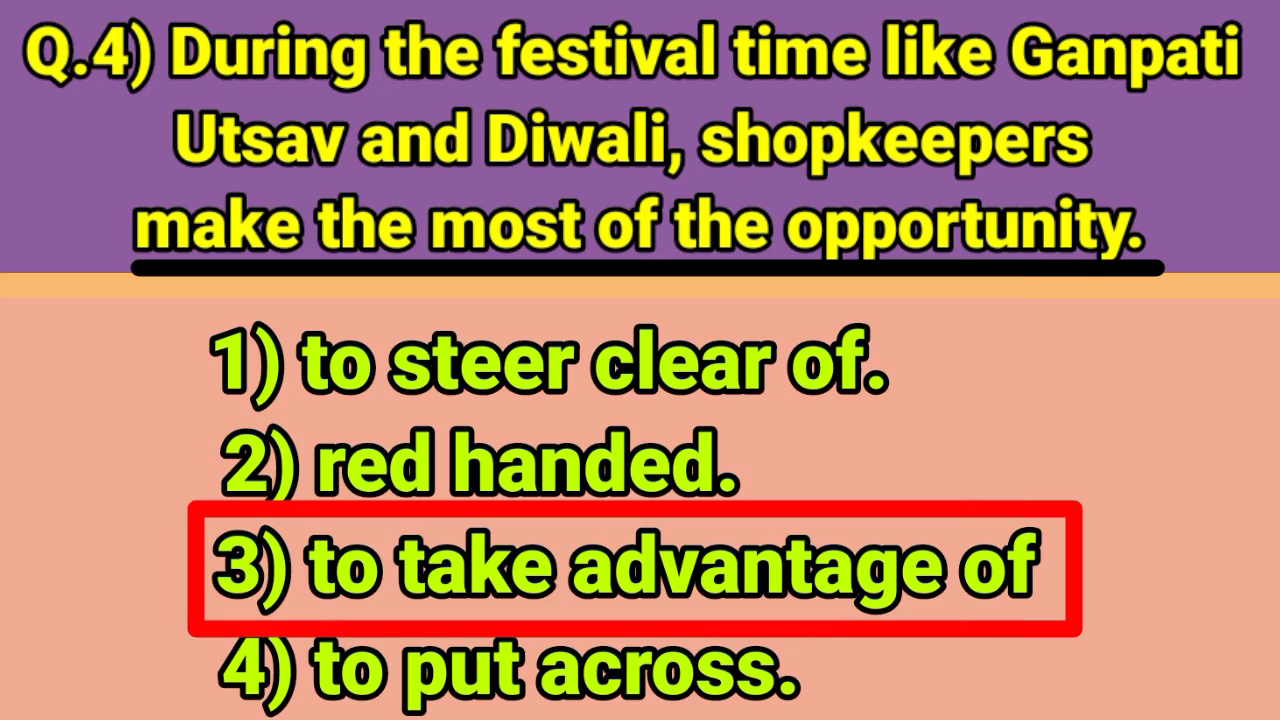 Q.4) During the festival time like Ganpati
Utsav and Diwali, shopkeepers
make the most of the opportunity.
1) to steer clear of.
2) red handed.
3) to take advantage of
4) to put across.